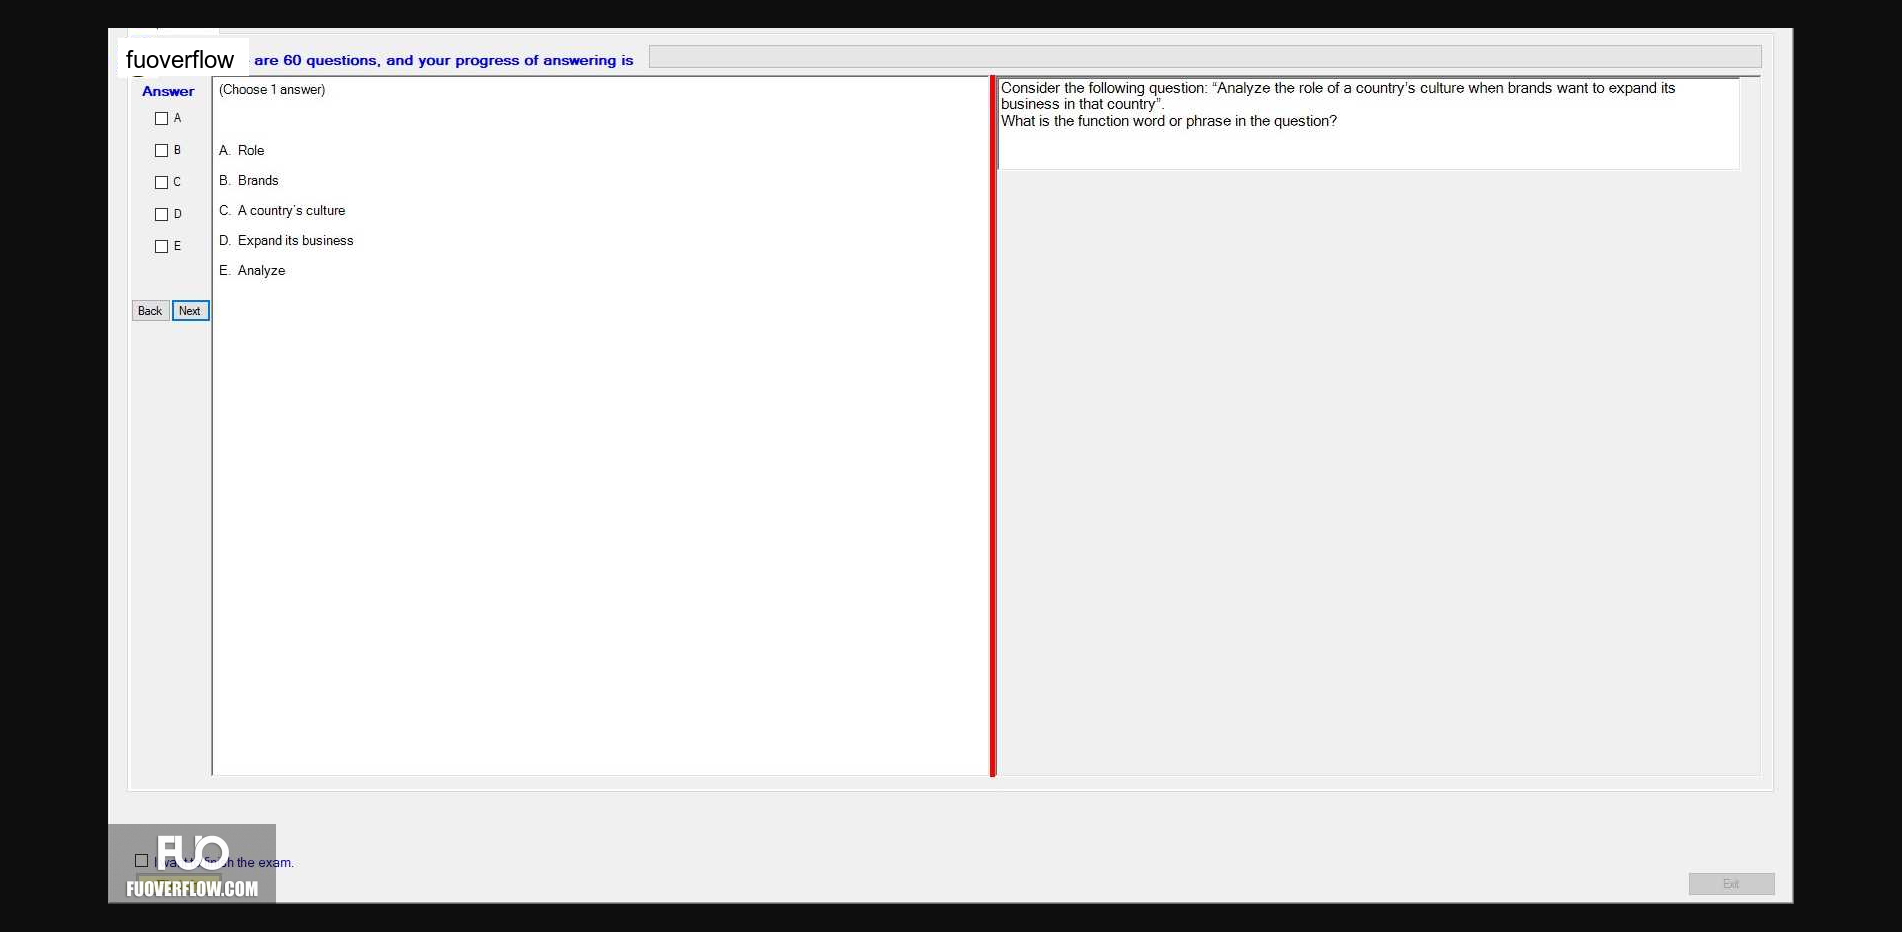 fuoverflow are 60 questions, and your progress of answering is
Answer
A
B
C
D
E
Back Next
(Choose 1 answer)
A. Role
B. Brands
C. A country's culture
D. Expand its business
E. Analyze
Consider the following question: “Analyze the role of a country’s culture when brands want to expand its
business in that country”.
What is the function word or phrase in the question?
FUO
I want to finish the exam.
FUOVERFLOW.COM
Exit